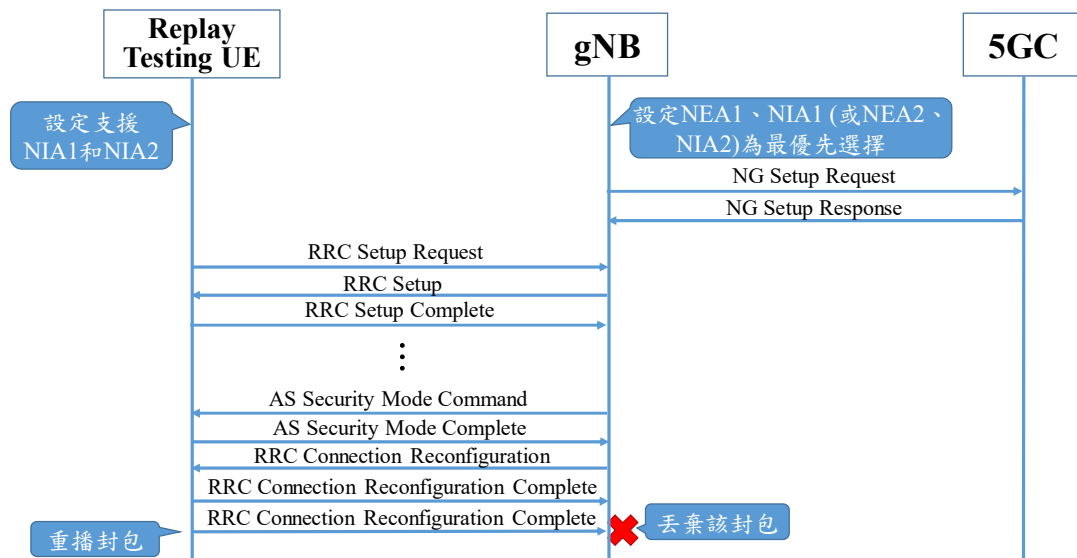 Replay
Testing UE
gNB
5GC
設定支援
NIA1和NIA2
設定NEA1、NIA1 (或NEA2、
NIA2)為最優先選擇
NG Setup Request
NG Setup Response
RRC Setup Request
RRC Setup
RRC Setup Complete
AS Security Mode Command
AS Security Mode Complete
RRC Connection Reconfiguration
RRC Connection Reconfiguration Complete
RRC Connection Reconfiguration Complete
重播封包
丟棄該封包